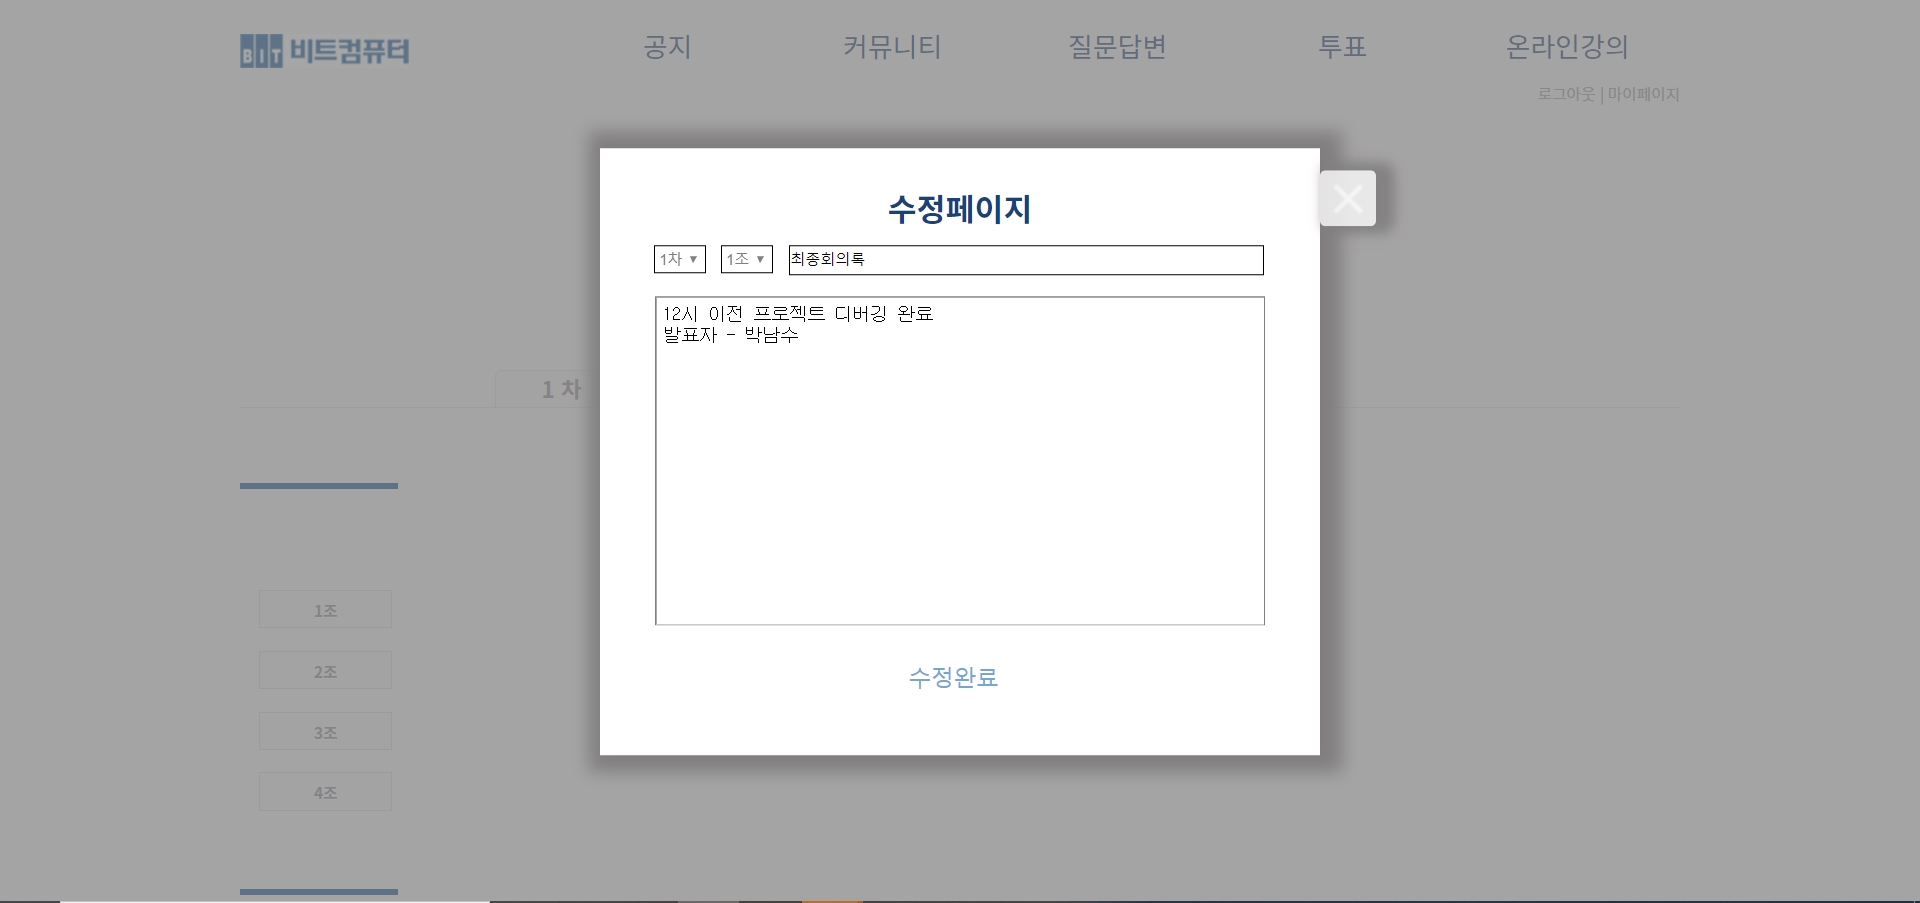 BIT 비트컴퓨터
공지 커뮤니티 질문답변 투표 온라인강의
로그아웃 | 마이페이지
수정페이지
1차 ▼ 1조 ▼ 최종회의록
12시 이전 프로젝트 디버깅 완료
발표자 - 박남수
1 차
1조
2조
3조
4조
수정완료